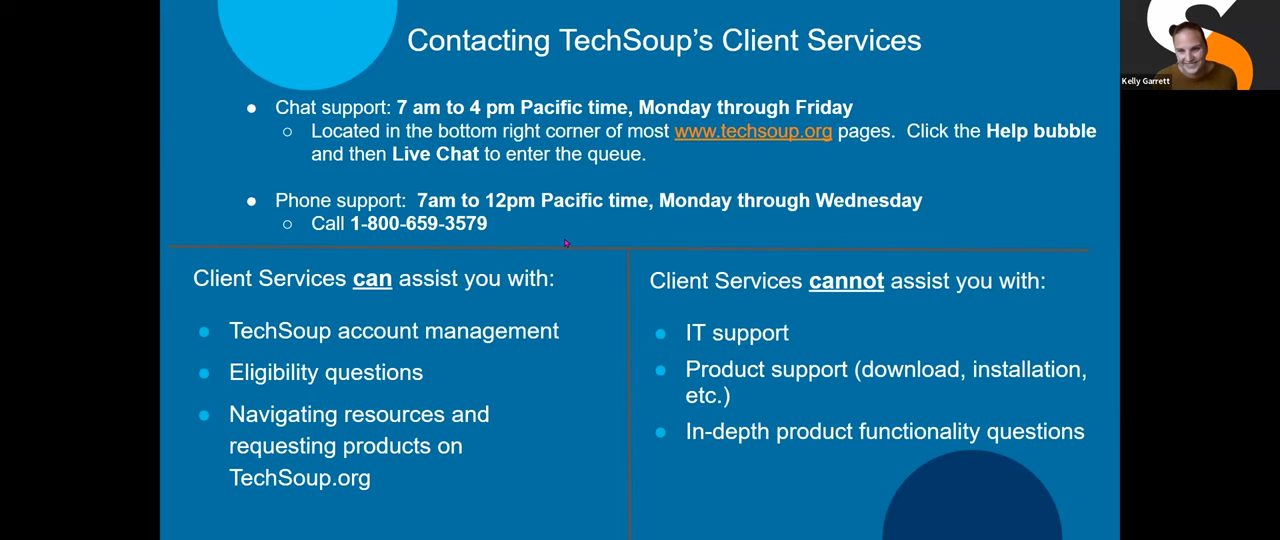 Contacting TechSoup's Client Services
Kelly Garrett
● Chat support: 7 am to 4 pm Pacific time, Monday through Friday
○ Located in the bottom right corner of most www.techsoup.org pages. Click the Help bubble
and then Live Chat to enter the queue.
● Phone support: 7am to 12pm Pacific time, Monday through Wednesday
○ Call 1-800-659-3579
Client Services can assist you with:
● TechSoup account management
● Eligibility questions
● Navigating resources and
requesting products on
TechSoup.org
Client Services cannot assist you with:
● IT support
● Product support (download, installation,
etc.)
● In-depth product functionality questions